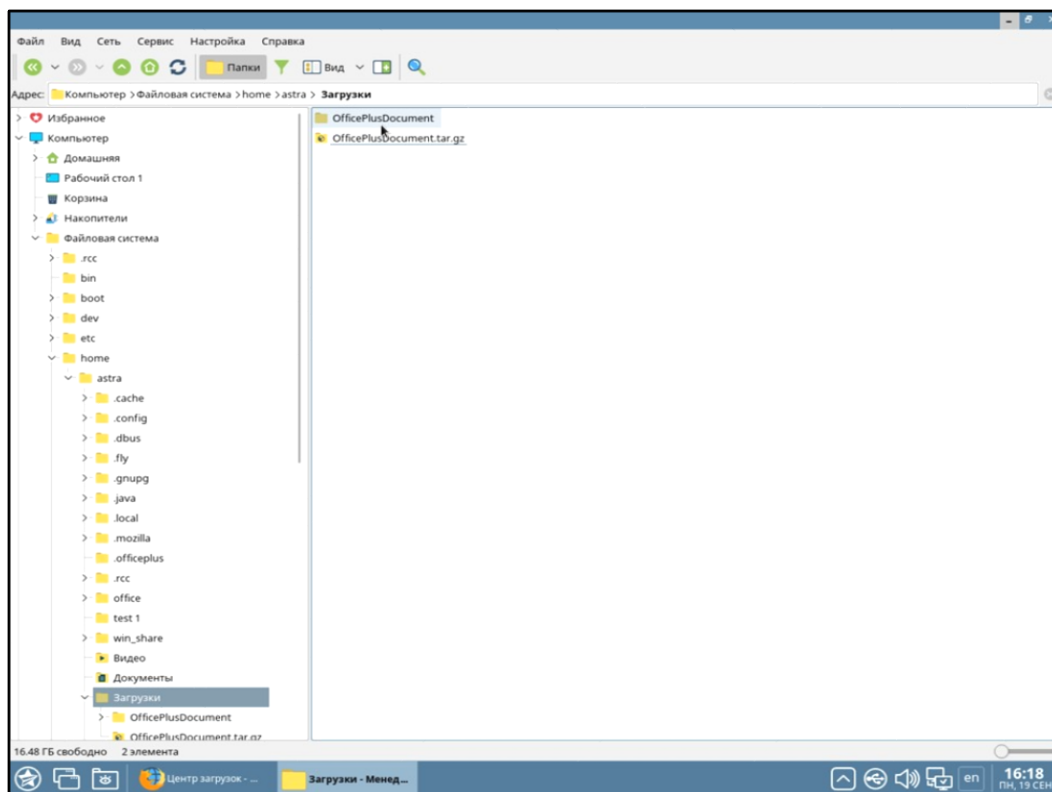 Файл Вид Сеть Сервис Настройка Справка
Папки Вид
Адрес: Компьютер >Файловая система >home >astra > Загрузки
Избранное
Компьютер
Домашняя
Рабочий стол 1
Корзина
Накопители
Файловая система
.rcc
bin
boot
dev
etc
home
astra
.cache
.config
.dbus
.fly
.gnupg
.java
.local
.mozilla
.officeplus
.rcc
office
test 1
win_share
Видео
Документы
Загрузки
OfficePlusDocument
OfficePlusDocument.tar.gz
OfficePlusDocument
OfficePlusDocument.tar.gz
16.48 ГБ свободно 2 элемента
Центр загрузок - ... Загрузки - Менед... en 16:18
ПН, 19 СЕН